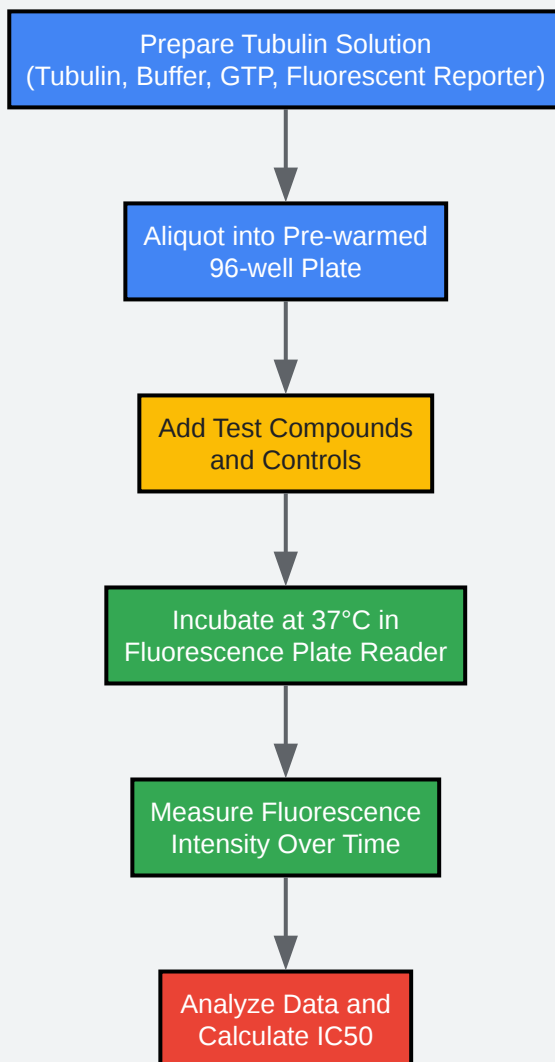 Prepare Tubulin Solution
(Tubulin, Buffer, GTP, Fluorescent Reporter)
Aliquot into Pre-warmed
96-well Plate
Add Test Compounds
and Controls
Incubate at 37°C in
Fluorescence Plate Reader
Measure Fluorescence
Intensity Over Time
Analyze Data and
Calculate IC50